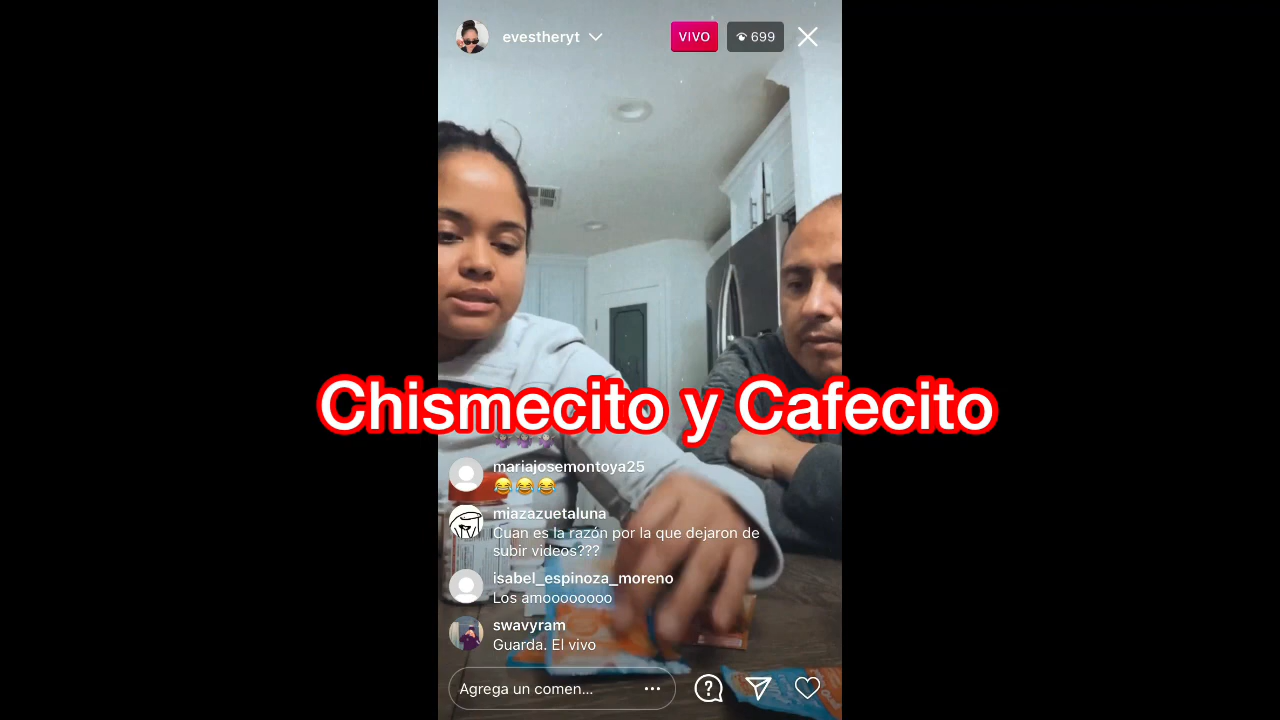 evestheryt
VIVO
699
Chismecito y Cafecito
mariajosemontoya25
😂😂😂
miazazuetaluna
Cuan es la razón por la que dejaron de
subir videos???
isabel_espinoza_moreno
Los amoooooooo
swavyram
Guarda. El vivo
Agrega un comen...